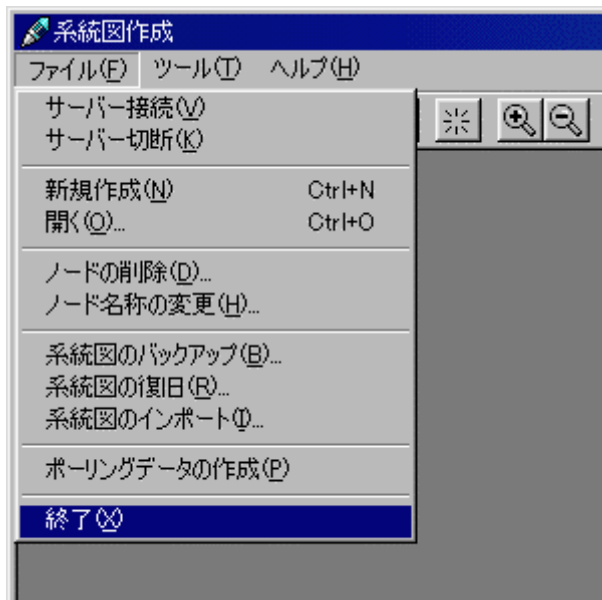 系統図作成
ファイル(F) ツール(T) ヘルプ(H)
サーバー接続(V)
サーバー切断(K)
新規作成(N) Ctrl+N
開く(O)... Ctrl+O
ノードの削除(D)...
ノード名称の変更(H)...
系統図のバックアップ(B)...
系統図の復旧(R)...
系統図のインポート(I)...
ポーリングデータの作成(P)
終了(X)